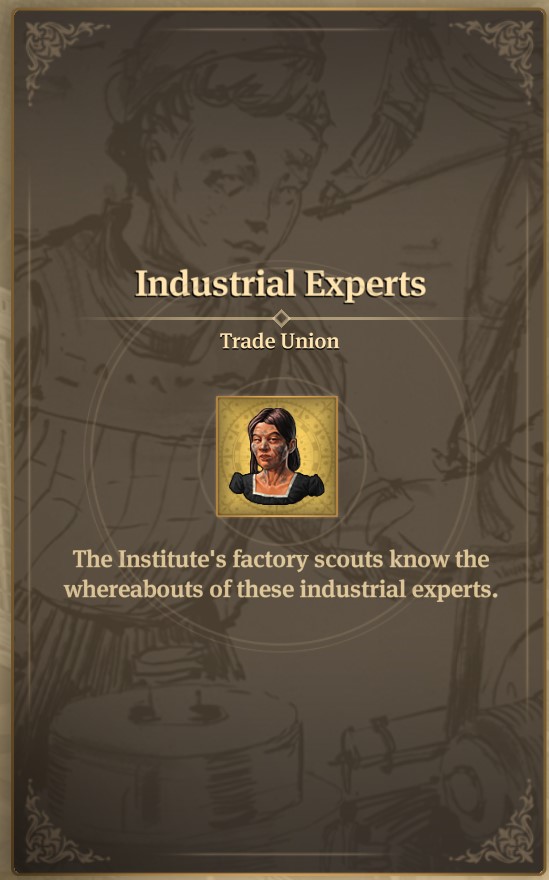 Industrial Experts
Trade Union
The Institute's factory scouts know the
whereabouts of these industrial experts.